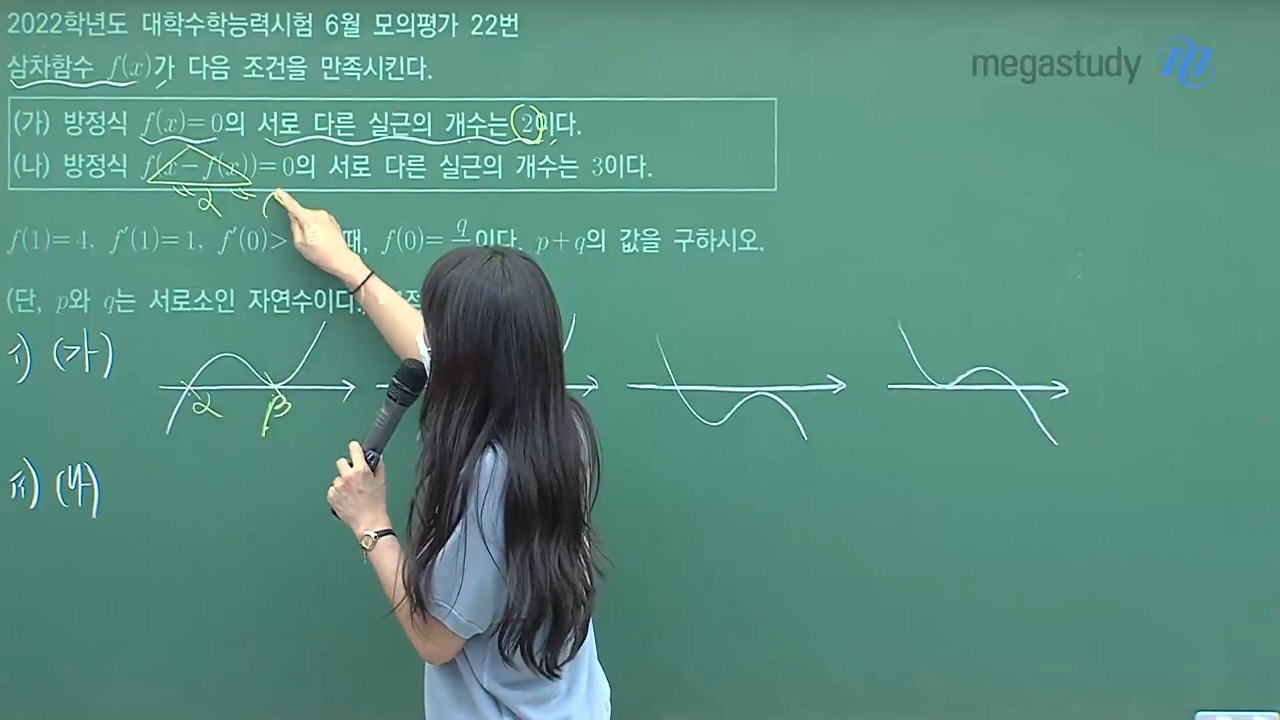 2022학년도 대학수학능력시험 6월 모의평가 22번
megastudy
삼차함수 f(x)가 다음 조건을 만족시킨다.
(가) 방정식 f(x)=0의 서로 다른 실근의 개수는 2이다.
(나) 방정식 f(x-f(x))=0의 서로 다른 실근의 개수는 3이다.
α
f(1)=4, f′(1)=1, f′(0)> 때, f(0)= q 이다. p+q의 값을 구하시오.
(단, p와 q는 서로소인 자연수이다.
i) (가)
α β
ii) (나)